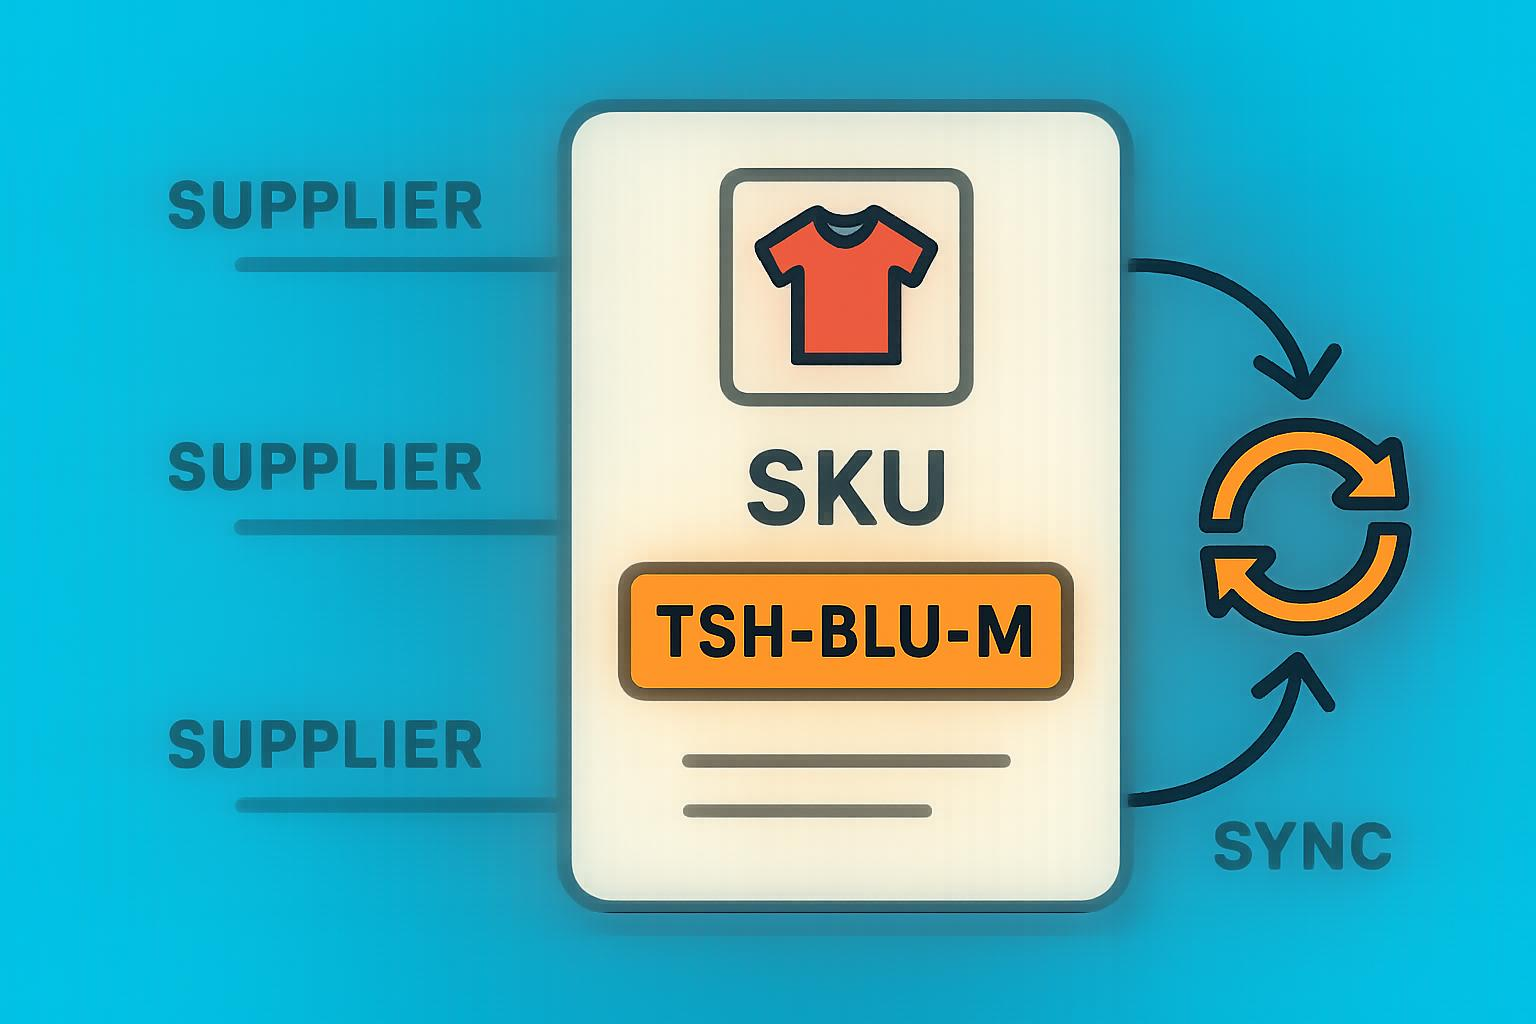 SUPPLIER
SUPPLIER
SUPPLIER
SKU
TSH-BLU-M
SYNC